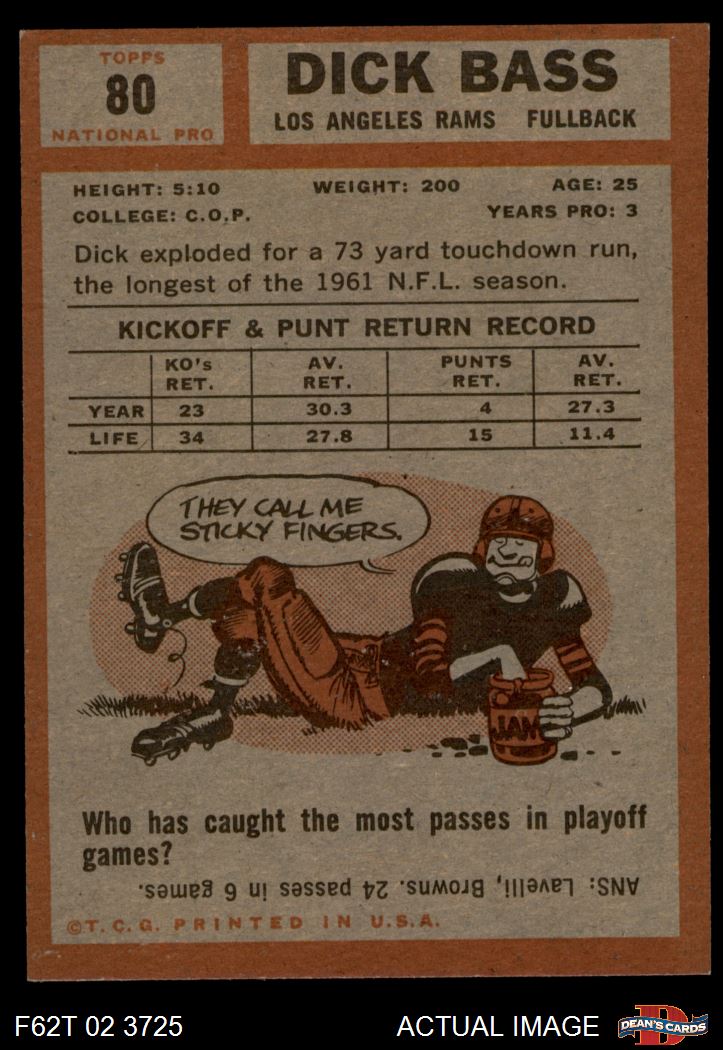 TOPPS
80
NATIONAL PRO
DICK BASS
LOS ANGELES RAMS FULLBACK
HEIGHT: 5:10 WEIGHT: 200 AGE: 25
COLLEGE: C.O.P. YEARS PRO: 3
Dick exploded for a 73 yard touchdown run,
the longest of the 1961 N.F.L. season.
KICKOFF & PUNT RETURN RECORD
KO's AV. PUNTS AV.
RET. RET. RET. RET.
YEAR 23 30.3 4 27.3
LIFE 34 27.8 15 11.4
THEY CALL ME
STICKY FINGERS.
JAM
Who has caught the most passes in playoff
games?
ANS: Lavelli, Browns. 24 passes in 6 games.
©T.C.G. PRINTED IN U.S.A.
F62T 02 3725 ACTUAL IMAGE
D
DEAN'S CARDS